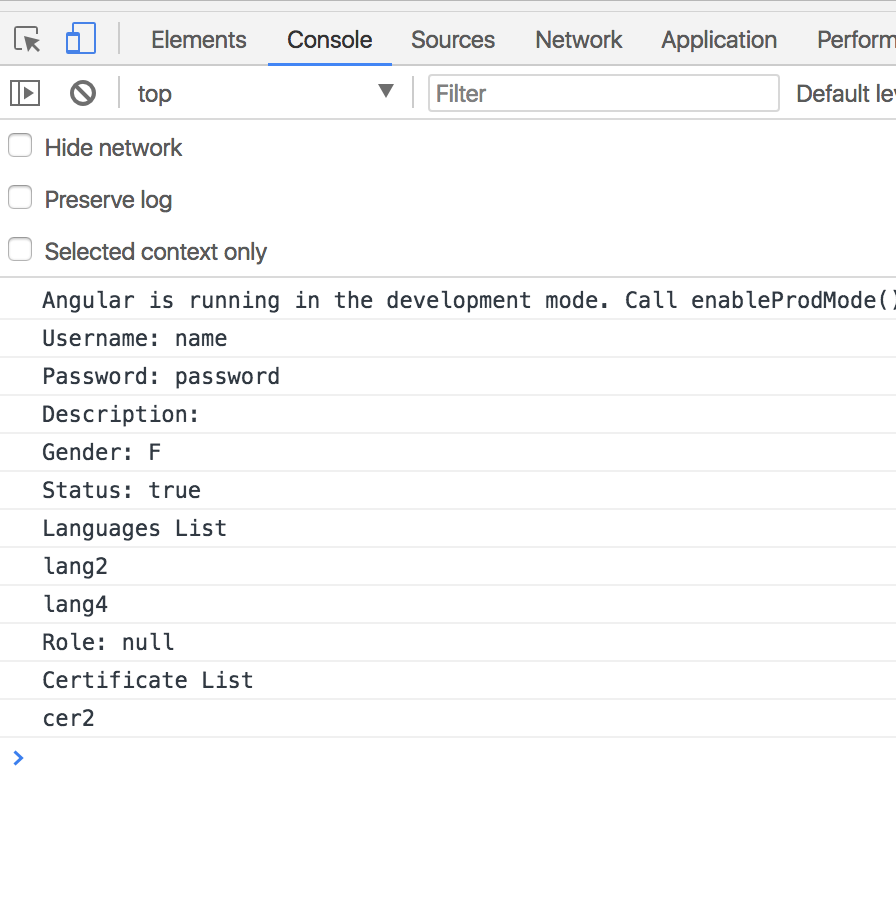 Elements Console Sources Network Application Perform
top Filter Default le
Hide network
Preserve log
Selected context only
Angular is running in the development mode. Call enableProdMode()
Username: name
Password: password
Description:
Gender: F
Status: true
Languages List
lang2
lang4
Role: null
Certificate List
cer2